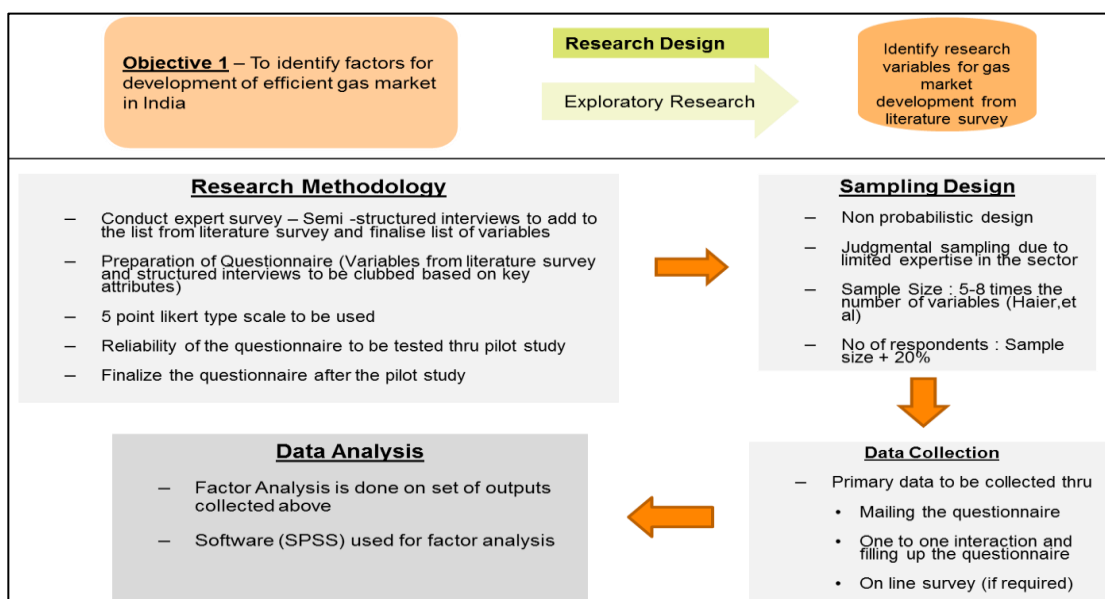 Objective 1 – To identify factors for
development of efficient gas market
in India
Research Design
Exploratory Research
Identify research
variables for gas
market
development from
literature survey
Research Methodology
– Conduct expert survey – Semi -structured interviews to add to
the list from literature survey and finalise list of variables
– Preparation of Questionnaire (Variables from literature survey
and structured interviews to be clubbed based on key
attributes)
– 5 point likert type scale to be used
– Reliability of the questionnaire to be tested thru pilot study
– Finalize the questionnaire after the pilot study
Sampling Design
– Non probabilistic design
– Judgmental sampling due to
limited expertise in the sector
– Sample Size : 5-8 times the
number of variables (Haier,et
al)
– No of respondents : Sample
size + 20%
Data Collection
– Primary data to be collected thru
• Mailing the questionnaire
• One to one interaction and
filling up the questionnaire
• On line survey (if required)
Data Analysis
– Factor Analysis is done on set of outputs
collected above
– Software (SPSS) used for factor analysis